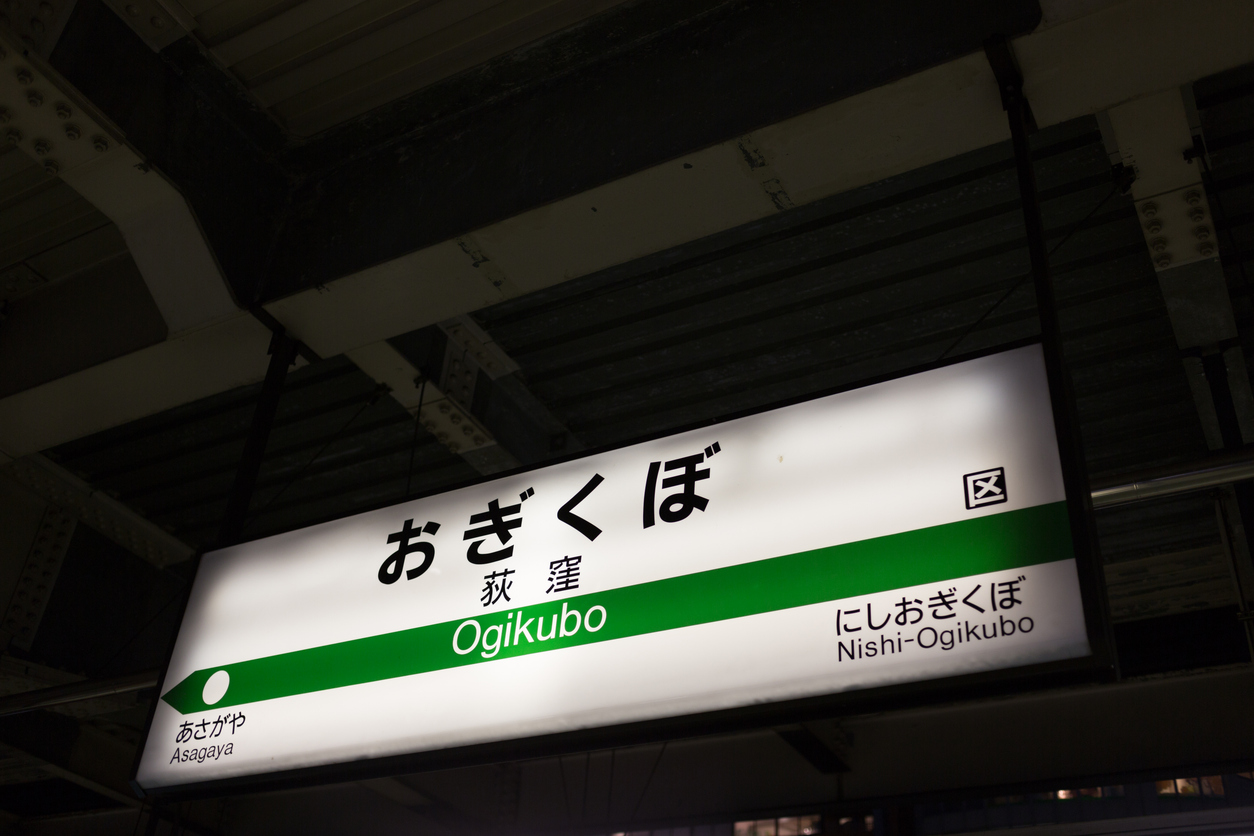 おぎくぼ
荻窪
Ogikubo
区
あさがや
Asagaya
にしおぎくぼ
Nishi-Ogikubo